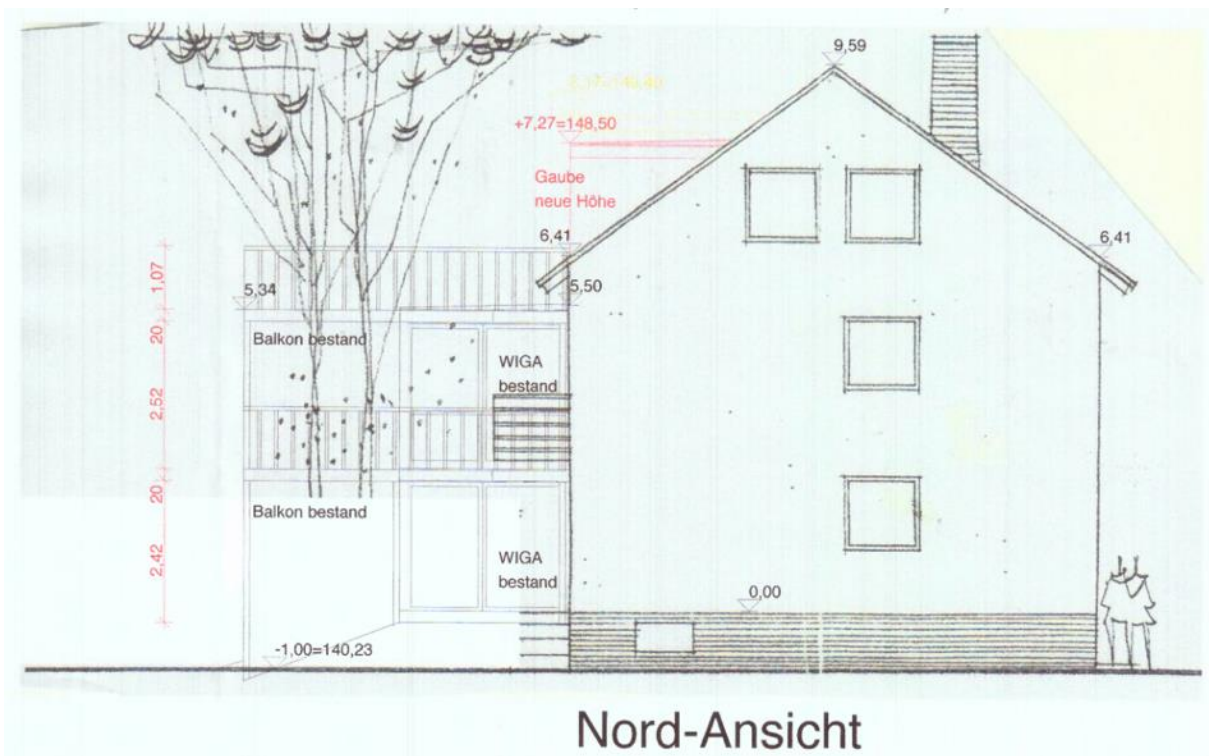 9,59
+7,27=148,50
Gaube
neue Höhe
6,41
6,41
1,07
5,34
5,50
20
Balkon bestand
WIGA
bestand
2,52
20
Balkon bestand
2,42
WIGA
bestand
0,00
-1,00=140,23
Nord-Ansicht